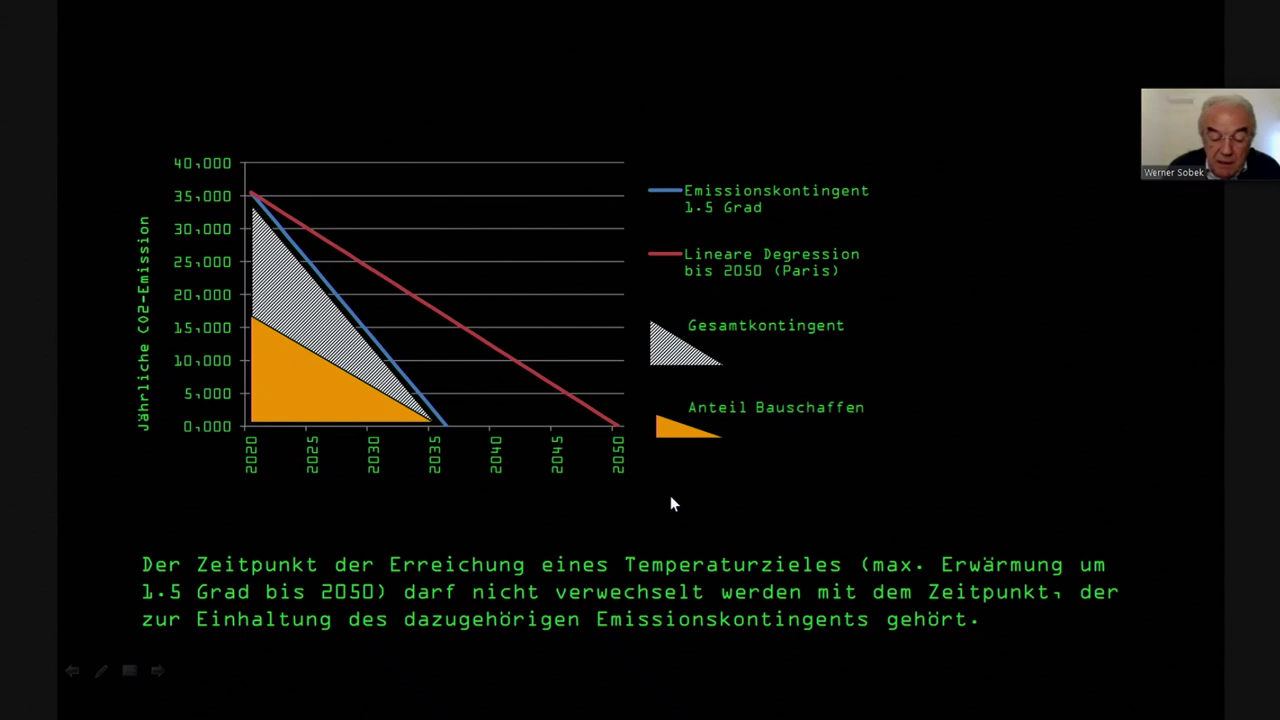 40,000
35,000
30,000
25,000
20,000
15,000
10,000
5,000
0,000
Jährliche CO2-Emission
2020
2025
2030
2035
2040
2045
2050
Emissionskontingent
1.5 Grad
Lineare Degression
bis 2050 (Paris)
Gesamtkontingent
Anteil Bauschaffen
Werner Sobek
Der Zeitpunkt der Erreichung eines Temperaturzieles (max. Erwärmung um
1.5 Grad bis 2050) darf nicht verwechselt werden mit dem Zeitpunkt, der
zur Einhaltung des dazugehörigen Emissionskontingents gehört.